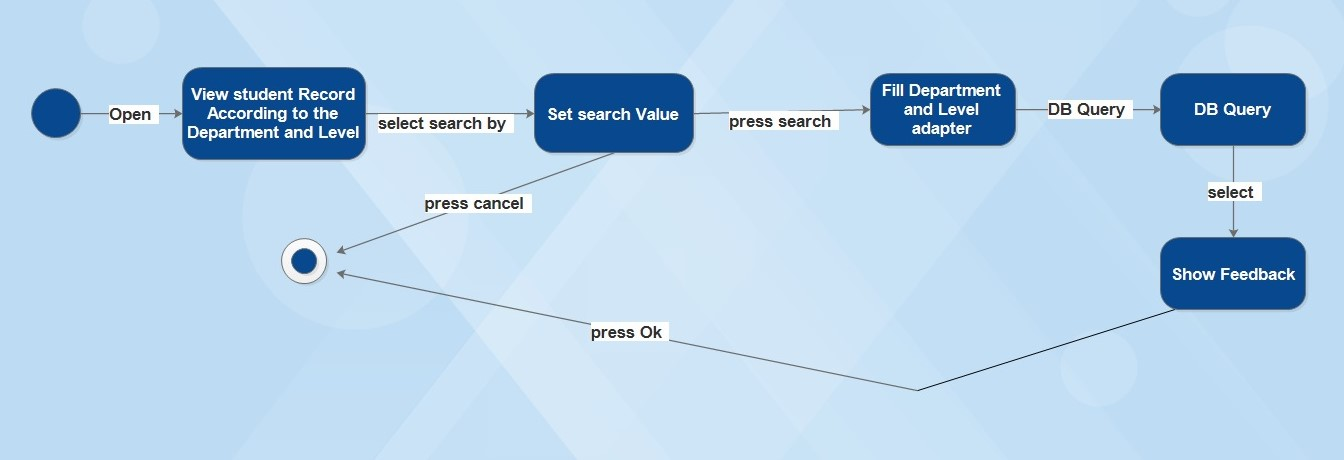 Open
View student Record
According to the
Department and Level
select search by
Set search Value
press search
Fill Department
and Level
adapter
DB Query
DB Query
press cancel
select
Show Feedback
press Ok